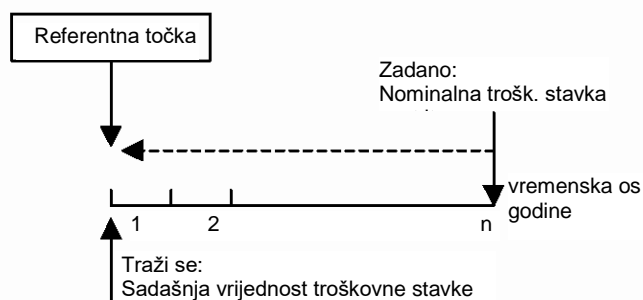 Referentna točka
Zadano:
Nominalna trošk. stavka
vremenska os
godine
1 2 n
Traži se:
Sadašnja vrijednost troškovne stavke